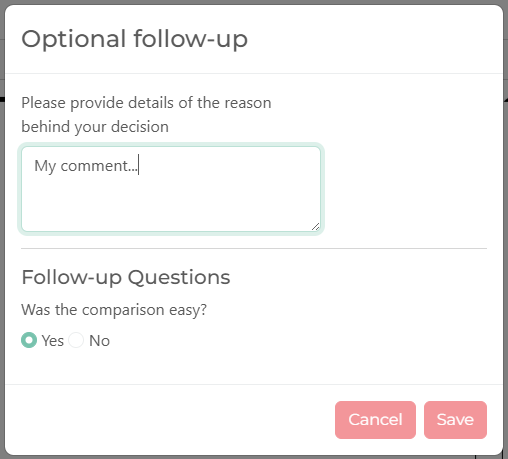 Optional follow-up
Please provide details of the reason
behind your decision
My comment...
Follow-up Questions
Was the comparison easy?
Yes No
Cancel Save